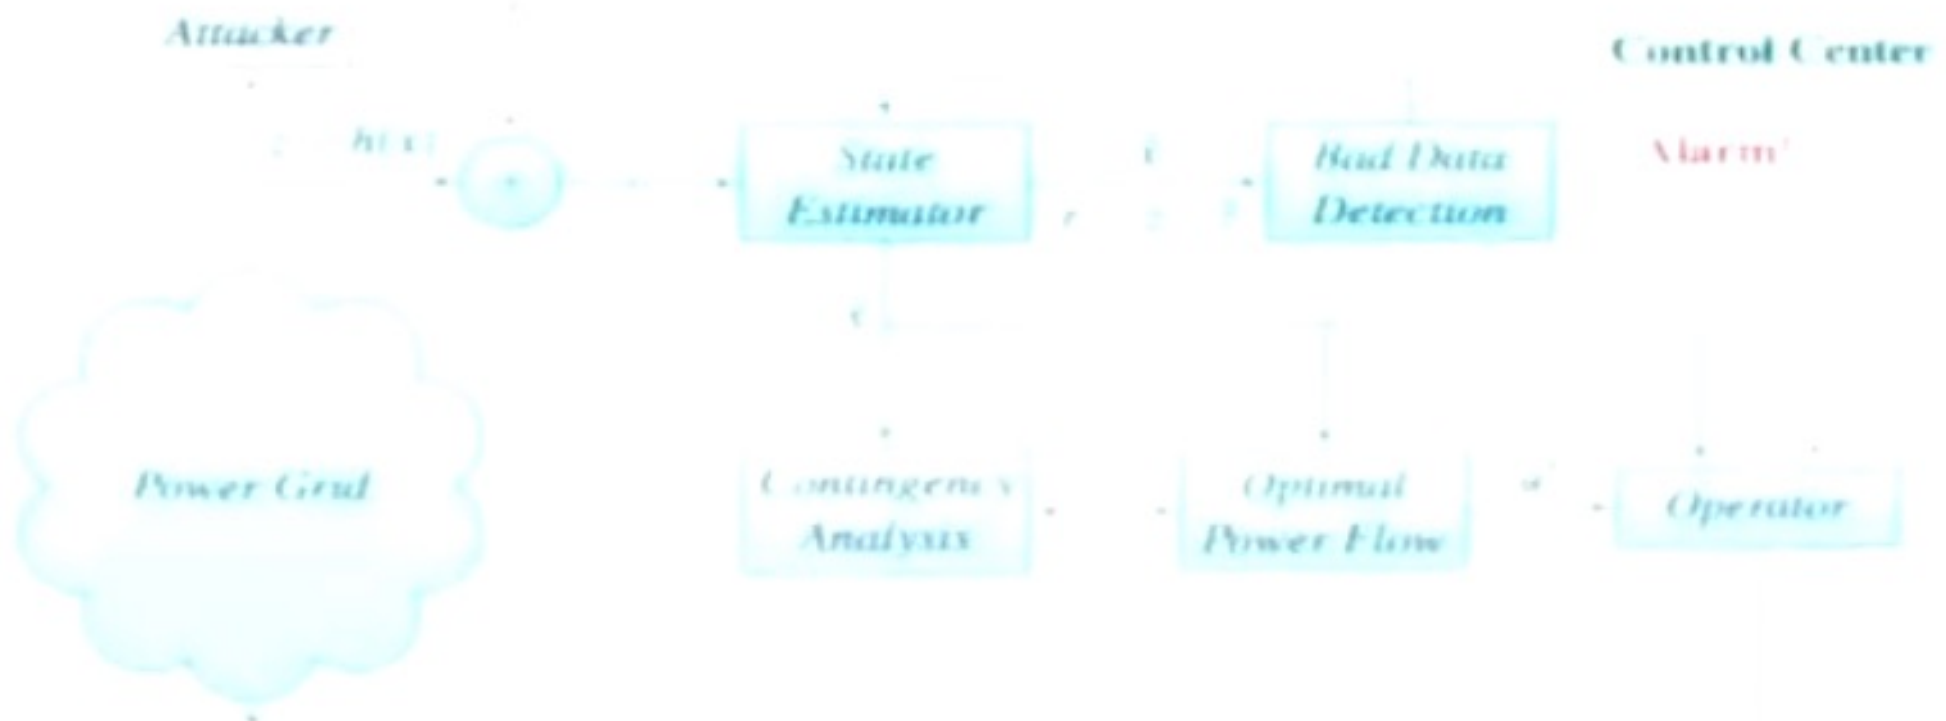 Attacker
Control Center
h(x)
State
Estimator
r
Bad Data
Detection
Alarm!
Power Grid
Contingency
Analysis
Optimal
Power Flow
Operator